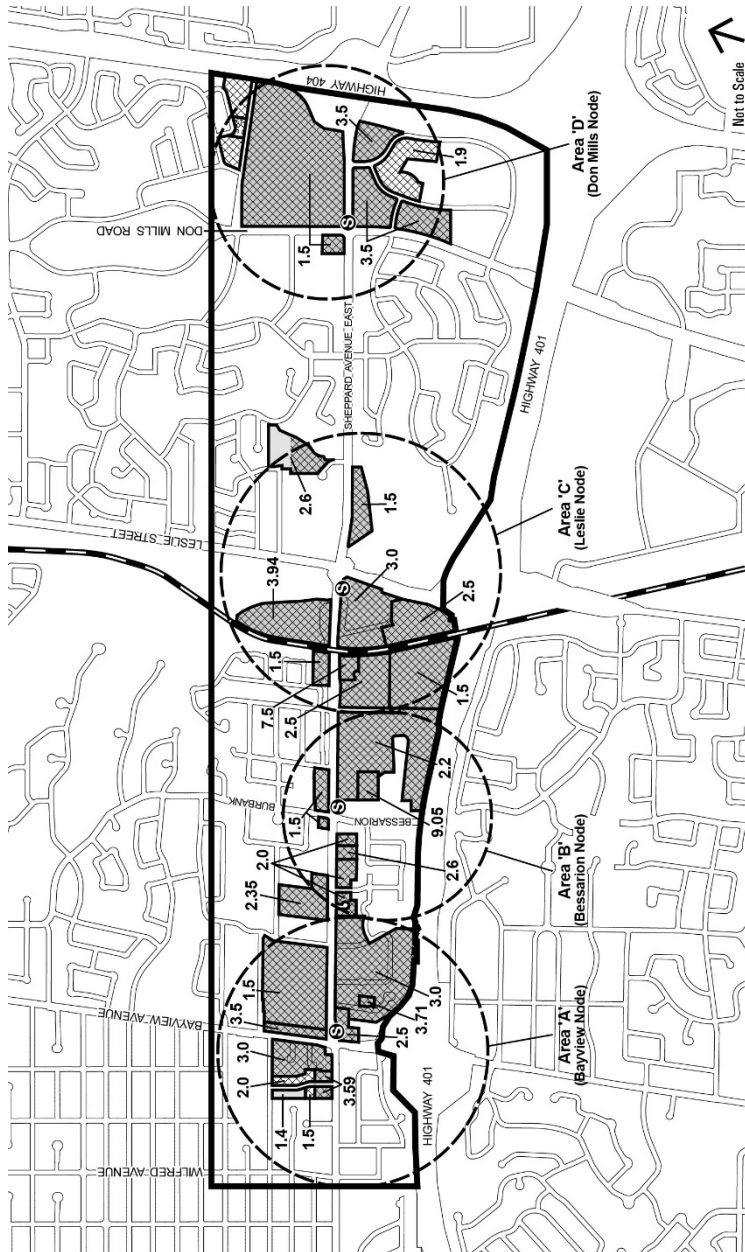 WILFRED AVENUE
BAYVIEW AVENUE
BURBANK
LESLIE STREET
DON MILLS ROAD
HIGHWAY 404
1.4
2.0
3.0
3.5
1.5
2.35
2.0
1.5
1.5
3.94
2.6
1.5
1.5
3.59
2.5
3.71
3.0
2.6
BESSARION
9.05
2.2
7.5
2.5
1.5
3.0
2.5
1.5
SHEPPARD AVENUE EAST
3.5
3.5
1.9
S
S
S
S
HIGHWAY 401
HIGHWAY 401
Area 'A'
(Bayview Node)
Area 'B'
(Bessarion Node)
Area 'C'
(Leslie Node)
Area 'D'
(Don Mills Node)
Not to Scale